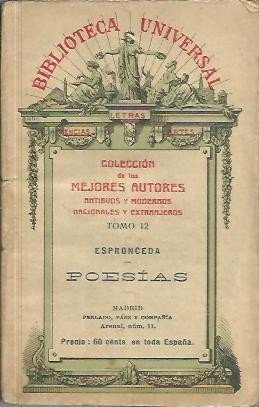 BIBLIOTECA UNIVERSAL
LETRAS
CIENCIAS
ARTES
COLECCIÓN
de los
MEJORES AUTORES
ANTIGUOS Y MODERNOS
NACIONALES Y EXTRANJEROS
TOMO 12
ESPRONCEDA
POESÍAS
MADRID
PERLADO, PÁEZ Y COMPAÑÍA
Arenal, núm. 11.
Precio: 60 cénts. en toda España.